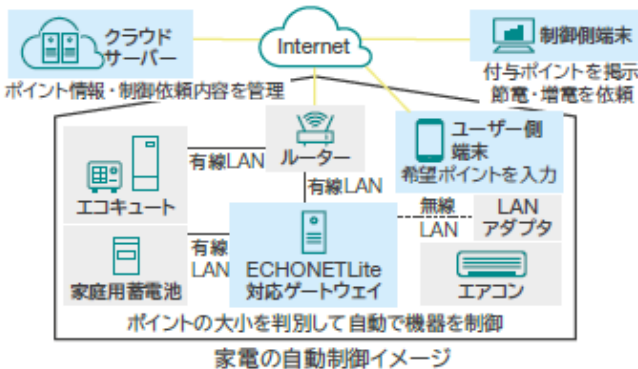 クラウド
サーバー
Internet
制御側端末
ポイント情報・制御依頼内容を管理
付与ポイントを掲示
節電・増電を依頼
ルーター
ユーザー側
端末
希望ポイントを入力
有線LAN
有線LAN
エコキュート
無線
LAN
LAN
アダプタ
有線
LAN
ECHONETLite
対応ゲートウェイ
家庭用蓄電池
エアコン
ポイントの大小を判別して自動で機器を制御
家電の自動制御イメージ